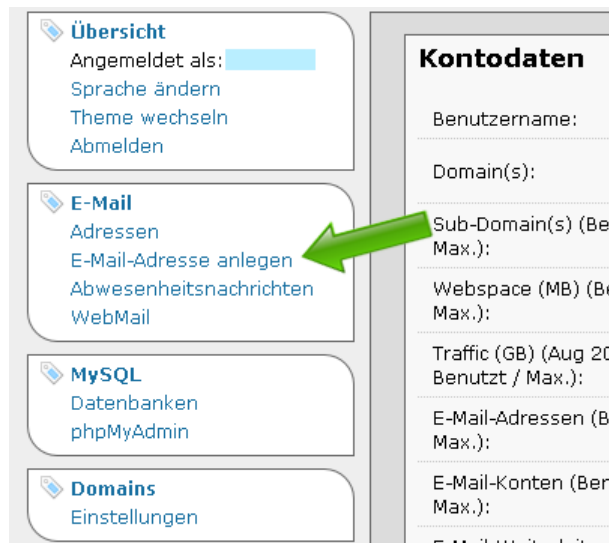 Übersicht
Angemeldet als:
Sprache ändern
Theme wechseln
Abmelden
E-Mail
Adressen
E-Mail-Adresse anlegen
Abwesenheitsnachrichten
WebMail
MySQL
Datenbanken
phpMyAdmin
Domains
Einstellungen
Kontodaten
Benutzername:
Domain(s):
Sub-Domain(s) (Be
Max.):
Webspace (MB) (Be
Max.):
Traffic (GB) (Aug 20
Benutzt / Max.):
E-Mail-Adressen (B
Max.):
E-Mail-Konten (Ben
Max.):